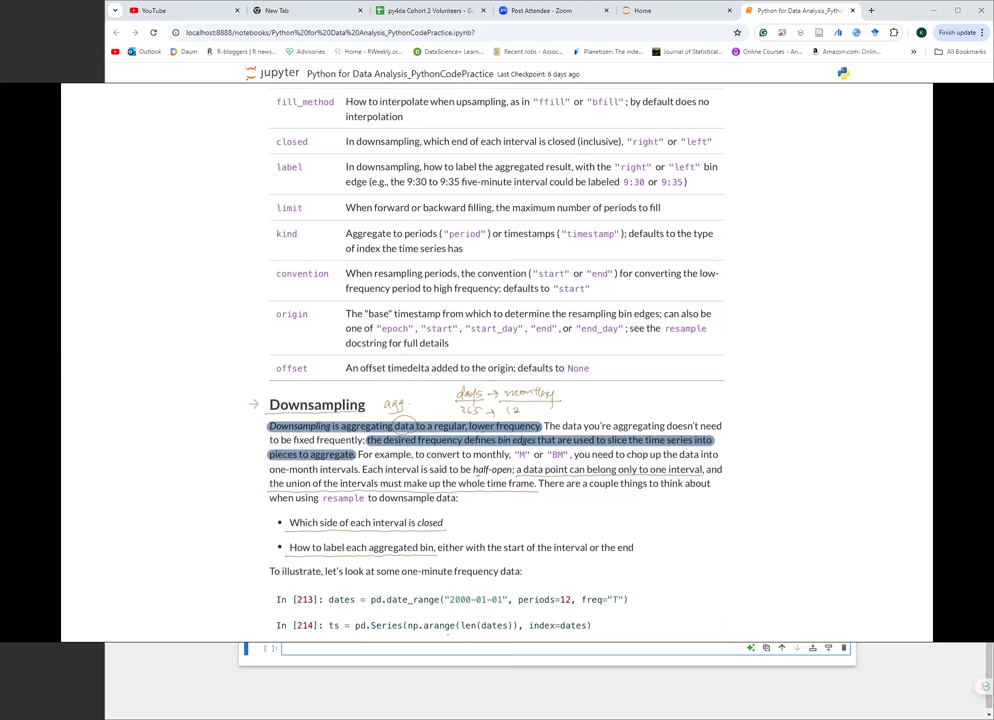 YouTube
New Tab
py4da Cohort 2 Volunteers - G
Post Attendee - Zoom
Home
Python for Data Analysis_Python
localhost:8888/notebooks/Python%20for%20Data%20Analysis_PythonCodePractice.ipynb?
Finish update
Outlook
Daum
R-bloggers | R news...
Advisories
Home - RWeekly.or...
DataScience+ Learn...
Recent Jobs - Assoc...
Planetizen: The inde...
Journal of Statistical...
Online Courses - An...
Amazon.com: Onlin...
All Bookmarks
jupyter Python for Data Analysis_PythonCodePractice Last Checkpoint: 6 days ago
fill_method How to interpolate when upsampling, as in "ffill" or "bfill"; by default does no
interpolation
closed In downsampling, which end of each interval is closed (inclusive), "right" or "left"
label In downsampling, how to label the aggregated result, with the "right" or "left" bin
edge (e.g., the 9:30 to 9:35 five-minute interval could be labeled 9:30 or 9:35)
limit When forward or backward filling, the maximum number of periods to fill
kind Aggregate to periods ("period") or timestamps ("timestamp"); defaults to the type
of index the time series has
convention When resampling periods, the convention ("start" or "end") for converting the low-
frequency period to high frequency; defaults to "start"
origin The "base" timestamp from which to determine the resampling bin edges; can also be
one of "epoch", "start", "start_day", "end", or "end_day"; see the resample
docstring for full details
offset An offset timedelta added to the origin; defaults to None
days → monthly
→ Downsampling agg.
365 → 12
Downsampling is aggregating data to a regular, lower frequency. The data you're aggregating doesn't need
to be fixed frequently; the desired frequency defines bin edges that are used to slice the time series into
pieces to aggregate. For example, to convert to monthly, "M" or "BM", you need to chop up the data into
one-month intervals. Each interval is said to be half-open; a data point can belong only to one interval, and
the union of the intervals must make up the whole time frame. There are a couple things to think about
when using resample to downsample data:
• Which side of each interval is closed
• How to label each aggregated bin, either with the start of the interval or the end
To illustrate, let's look at some one-minute frequency data:
In [213]: dates = pd.date_range("2000-01-01", periods=12, freq="T")
In [214]: ts = pd.Series(np.arange(len(dates)), index=dates)
[ ]: